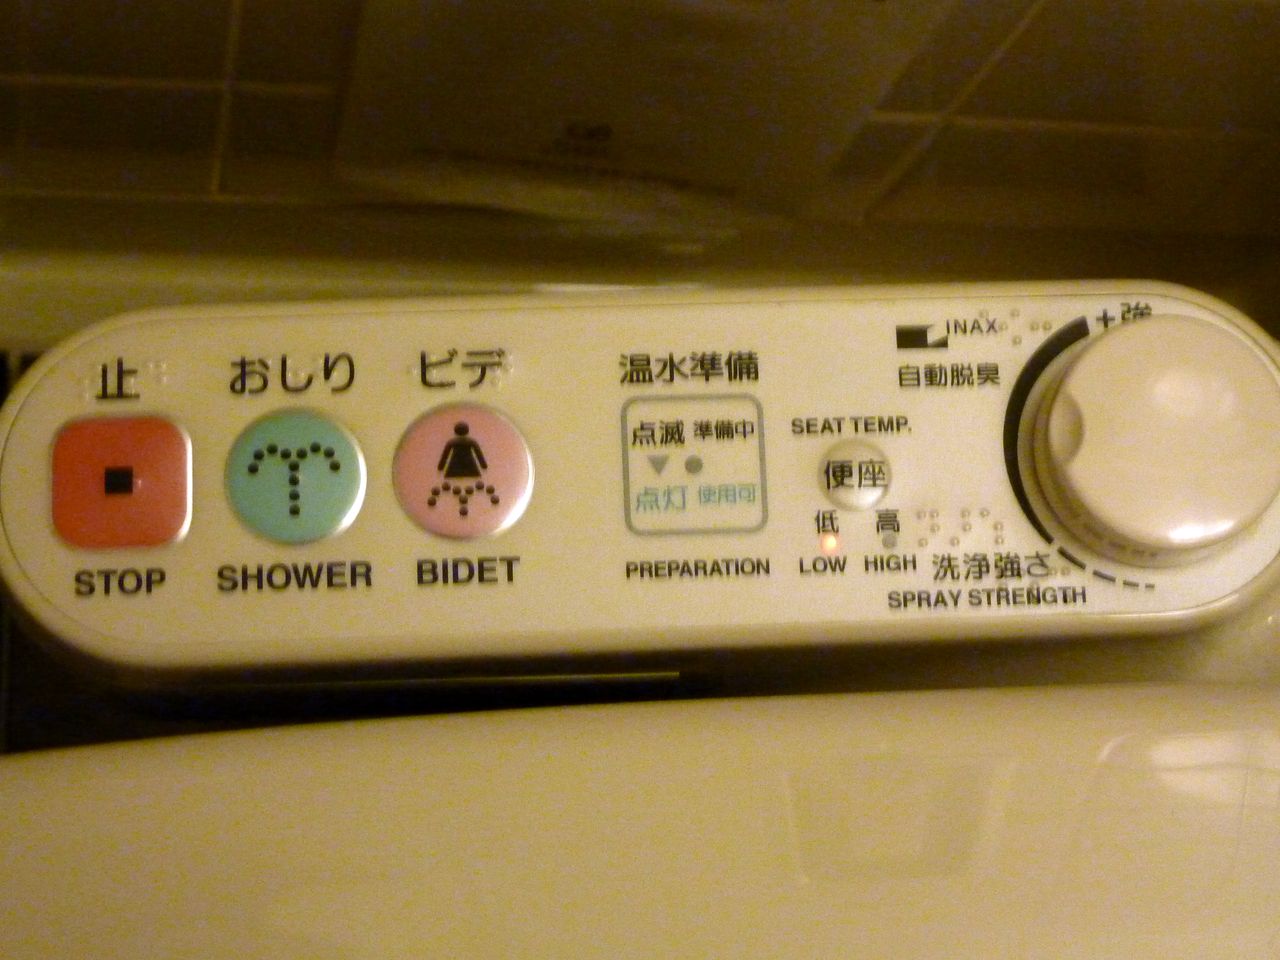 止
STOP
おしり
SHOWER
ビデ
BIDET
温水準備
点滅 準備中
点灯 使用可
PREPARATION
SEAT TEMP.
便座
低 高
LOW HIGH
INAX
自動脱臭
+強
洗浄強さ
SPRAY STRENGTH